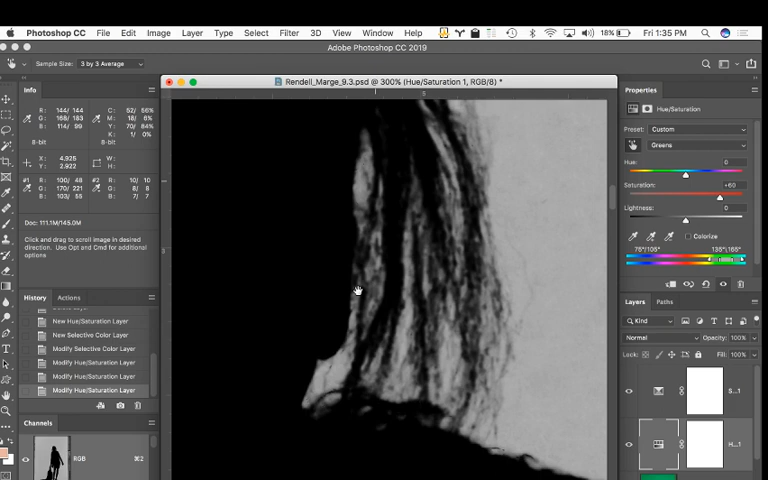 Photoshop File Edit Image Layer Type Select Filter 3D View Window Help 18% Fri 1:35 PM
Adobe Photoshop CC 2019
Sample Size: 3 by 3 Average
Info
R: 144/ 144 C: 52/ 56%
G: 168/ 183 M: 18/ 6%
B: 114/ 99 Y: 70/ 84%
K: 1/ 0%
8-bit 8-bit
X: 4.925 W:
Y: 2.922 H:
#1 R: 100/ 48 #2 R: 10/ 10
G: 170/ 221 G: 8/ 8
B: 103/ 48 B: 7/ 7
Doc: 111.1M/145.0M
Click and drag to scroll image in desired
direction. Use Opt and Cmd for additional
options
History Actions
New Hue/Saturation Layer
New Selective Color Layer
Modify Selective Color Layer
Modify Hue/Saturation Layer
Modify Hue/Saturation Layer
Modify Hue/Saturation Layer
Channels
RGB ⌘2
Rendell_Marge_9.3.psd @ 300% (Hue/Saturation 1, RGB/8) *
5
3
Properties
Hue/Saturation
Preset: Custom
Greens
Hue: 0
Saturation: +60
Lightness: 0
Colorize
75°/105° 135°\165°
Layers Paths
Kind
Normal Opacity: 100%
Lock: Fill: 100%
S...1
H...1